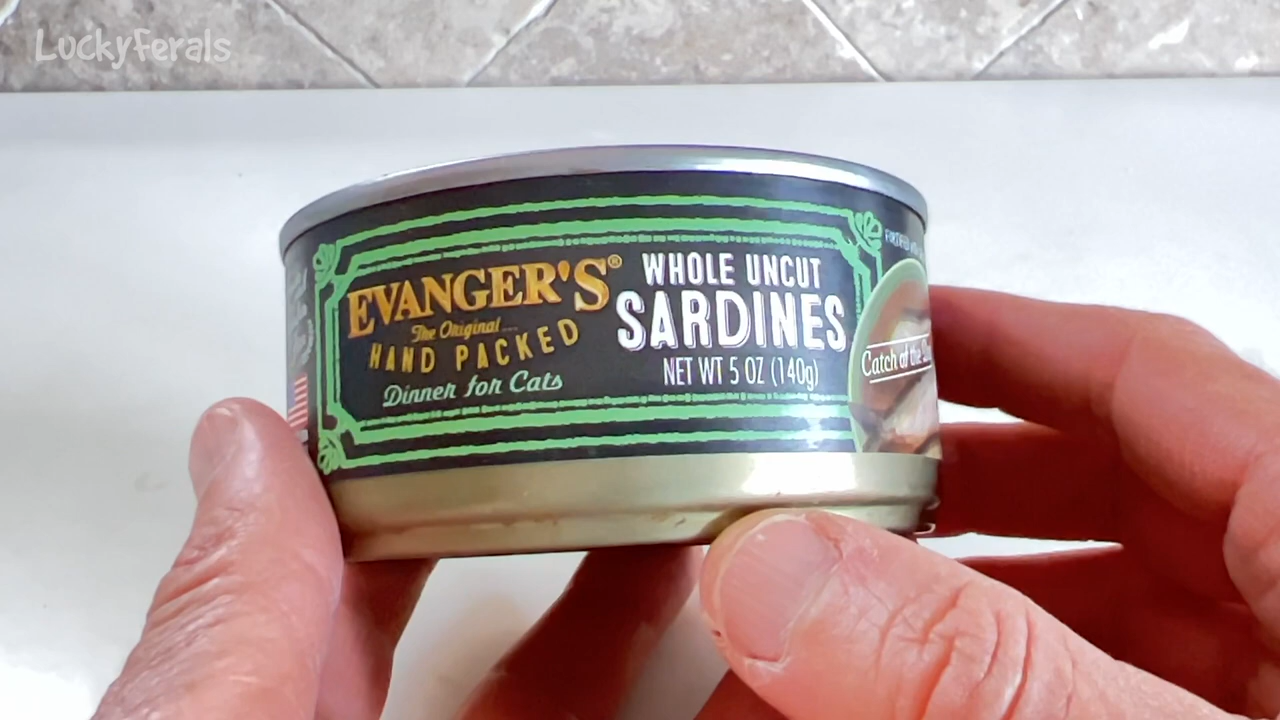 LuckyFerals
EVANGER'S®
The Original...
HAND PACKED
Dinner for Cats
WHOLE UNCUT
SARDINES
NET WT 5 OZ (140g)
Catch of the